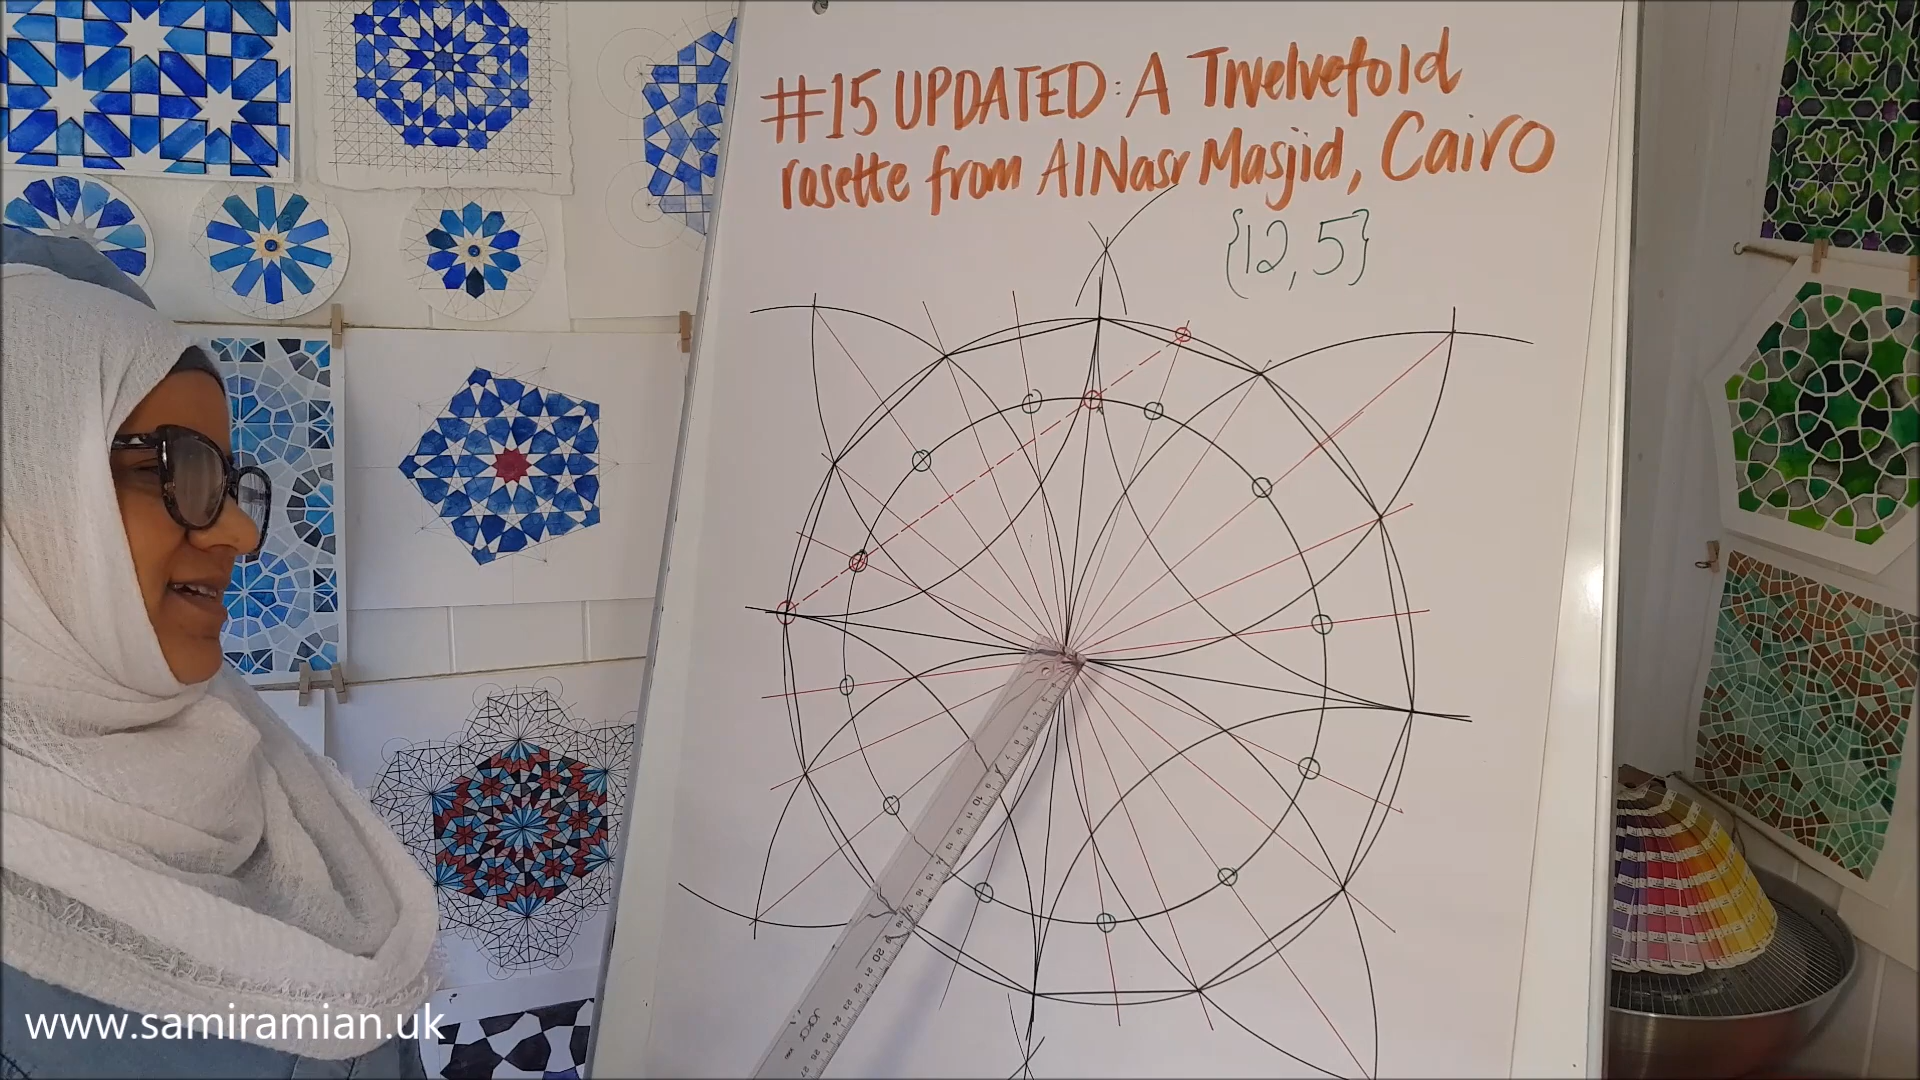 #15 UPDATED: A Twelvefold
rosette from AlNasr Masjid, Cairo
{12,5}
www.samiramian.uk